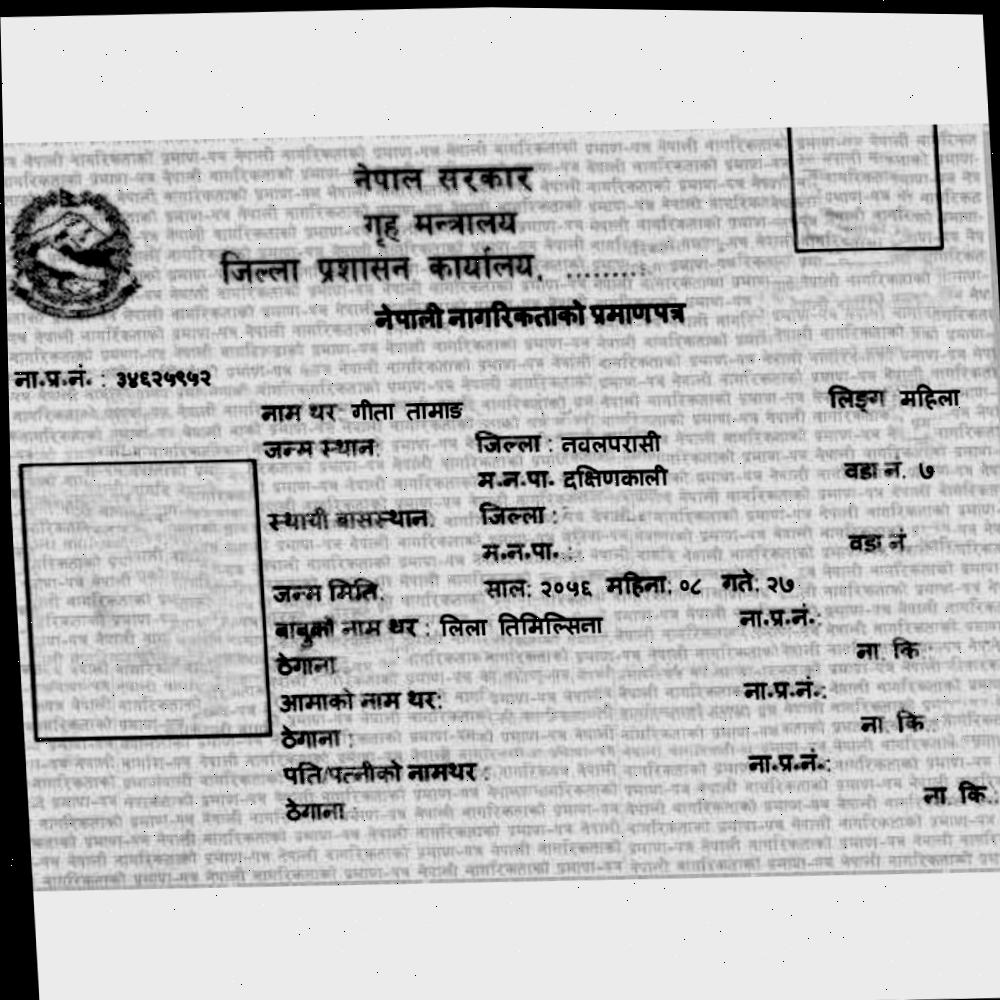 नेपाल सरकार
गृह मन्त्रालय
जिल्ला प्रशासन कार्यालय, ........:
नेपाली नागरिकताको प्रमाणपत्र
ना.प्र.नं. : ३४६२५९५२
लिङ्ग महिला
नाम थर: गीता तामाङ
जन्म स्थान: जिल्ला : नवलपरासी
म.न.पा. दक्षिणकाली वडा नं. ७
स्थायी बासस्थान: जिल्ला :
म.न.पा. : वडा नं
जन्म मिति: साल: २०५६ महिना: ०८ गते: २७
बाबुको नाम थर : लिला तिमिल्सिना ना.प्र.नं.:
ठेगाना ना. कि.:
आमाको नाम थर: ना.प्र.नं.:
ठेगाना : ना. कि.:
पति/पत्नीको नामथर : ना.प्र.नं.:
ठेगाना : ना. कि.: